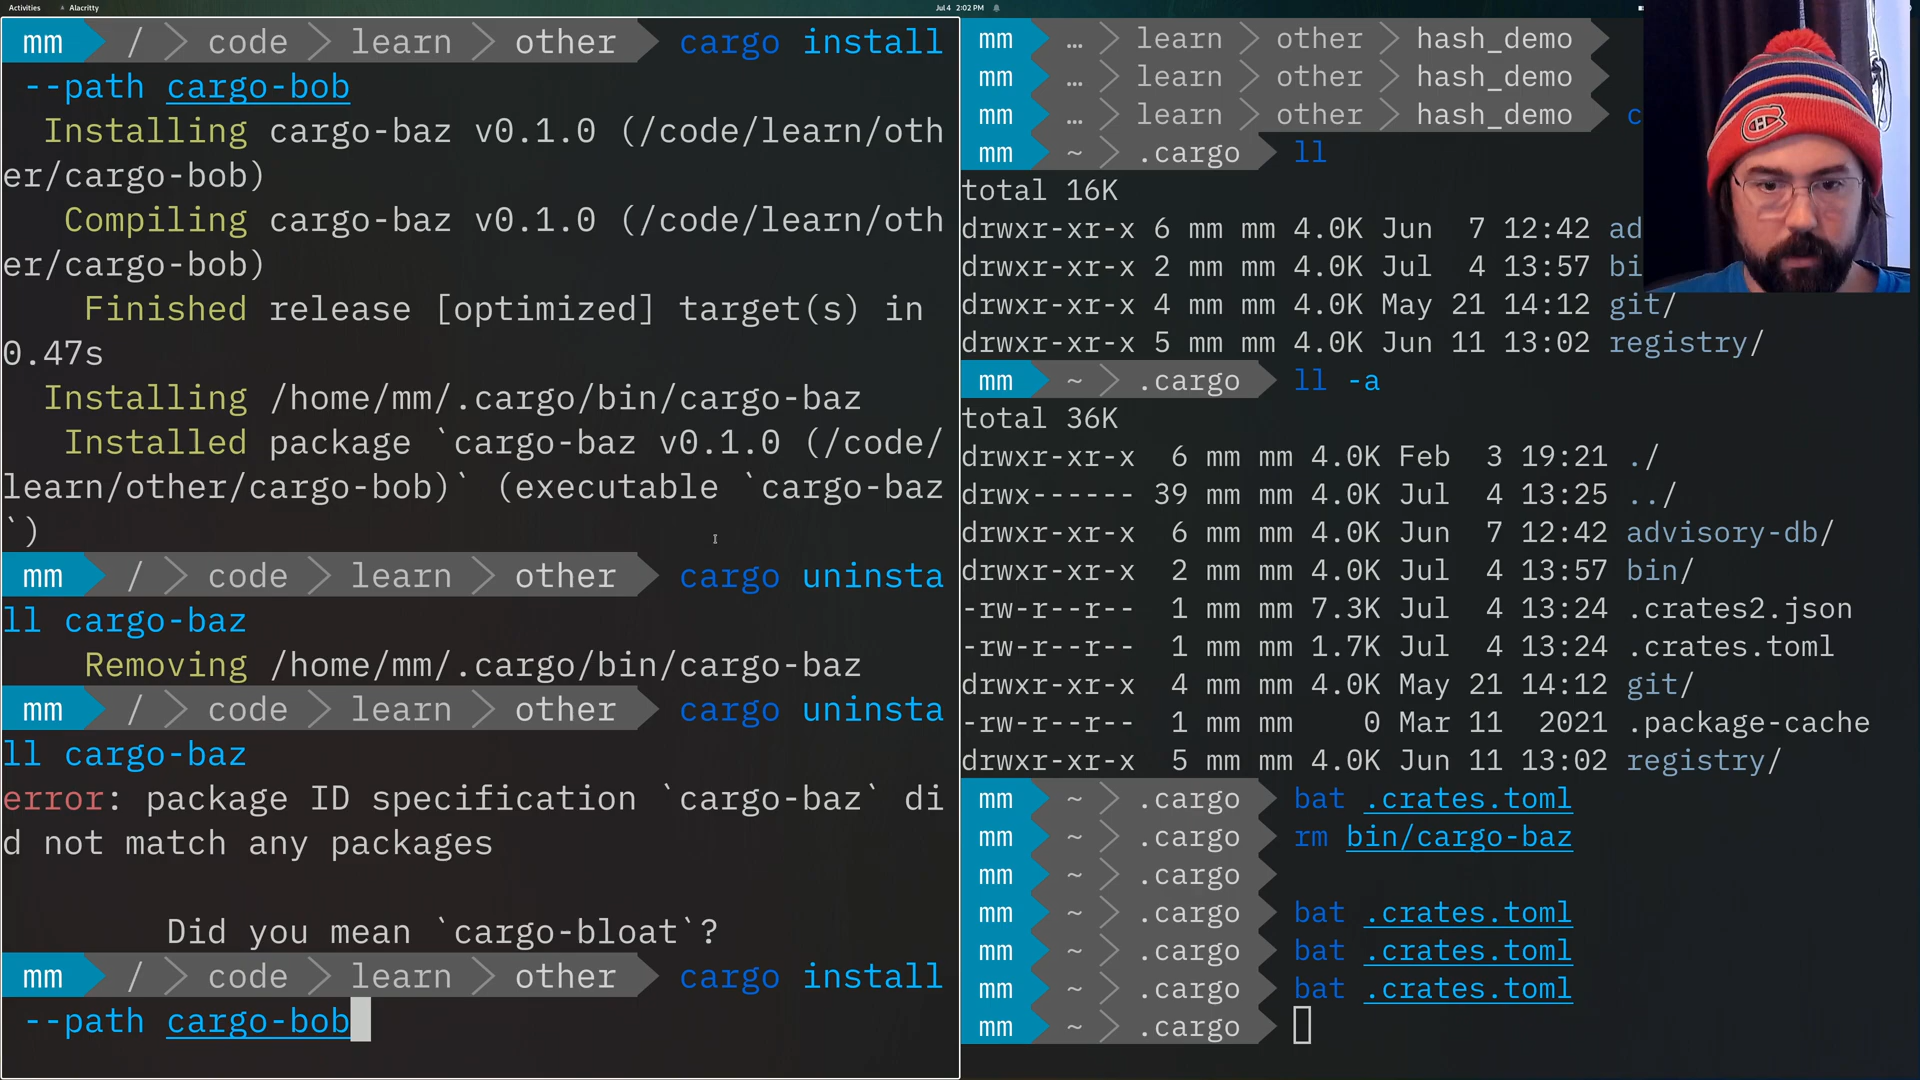 Activities Alacritty Jul 4 2:02 PM
mm / code learn other cargo install
--path cargo-bob
Installing cargo-baz v0.1.0 (/code/learn/oth
er/cargo-bob)
Compiling cargo-baz v0.1.0 (/code/learn/oth
er/cargo-bob)
Finished release [optimized] target(s) in
0.47s
Installing /home/mm/.cargo/bin/cargo-baz
Installed package `cargo-baz v0.1.0 (/code/
learn/other/cargo-bob)` (executable `cargo-baz
`)
mm / code learn other cargo uninsta
ll cargo-baz
Removing /home/mm/.cargo/bin/cargo-baz
mm / code learn other cargo uninsta
ll cargo-baz
error: package ID specification `cargo-baz` di
d not match any packages
Did you mean `cargo-bloat`?
mm / code learn other cargo install
--path cargo-bob
mm … learn other hash_demo
mm … learn other hash_demo
mm … learn other hash_demo c
mm ~ .cargo ll
total 16K
drwxr-xr-x 6 mm mm 4.0K Jun 7 12:42 ad
drwxr-xr-x 2 mm mm 4.0K Jul 4 13:57 bi
drwxr-xr-x 4 mm mm 4.0K May 21 14:12 git/
drwxr-xr-x 5 mm mm 4.0K Jun 11 13:02 registry/
mm ~ .cargo ll -a
total 36K
drwxr-xr-x 6 mm mm 4.0K Feb 3 19:21 ./
drwx------ 39 mm mm 4.0K Jul 4 13:25 ../
drwxr-xr-x 6 mm mm 4.0K Jun 7 12:42 advisory-db/
drwxr-xr-x 2 mm mm 4.0K Jul 4 13:57 bin/
-rw-r--r-- 1 mm mm 7.3K Jul 4 13:24 .crates2.json
-rw-r--r-- 1 mm mm 1.7K Jul 4 13:24 .crates.toml
drwxr-xr-x 4 mm mm 4.0K May 21 14:12 git/
-rw-r--r-- 1 mm mm 0 Mar 11 2021 .package-cache
drwxr-xr-x 5 mm mm 4.0K Jun 11 13:02 registry/
mm ~ .cargo bat .crates.toml
mm ~ .cargo rm bin/cargo-baz
mm ~ .cargo
mm ~ .cargo bat .crates.toml
mm ~ .cargo bat .crates.toml
mm ~ .cargo bat .crates.toml
mm ~ .cargo